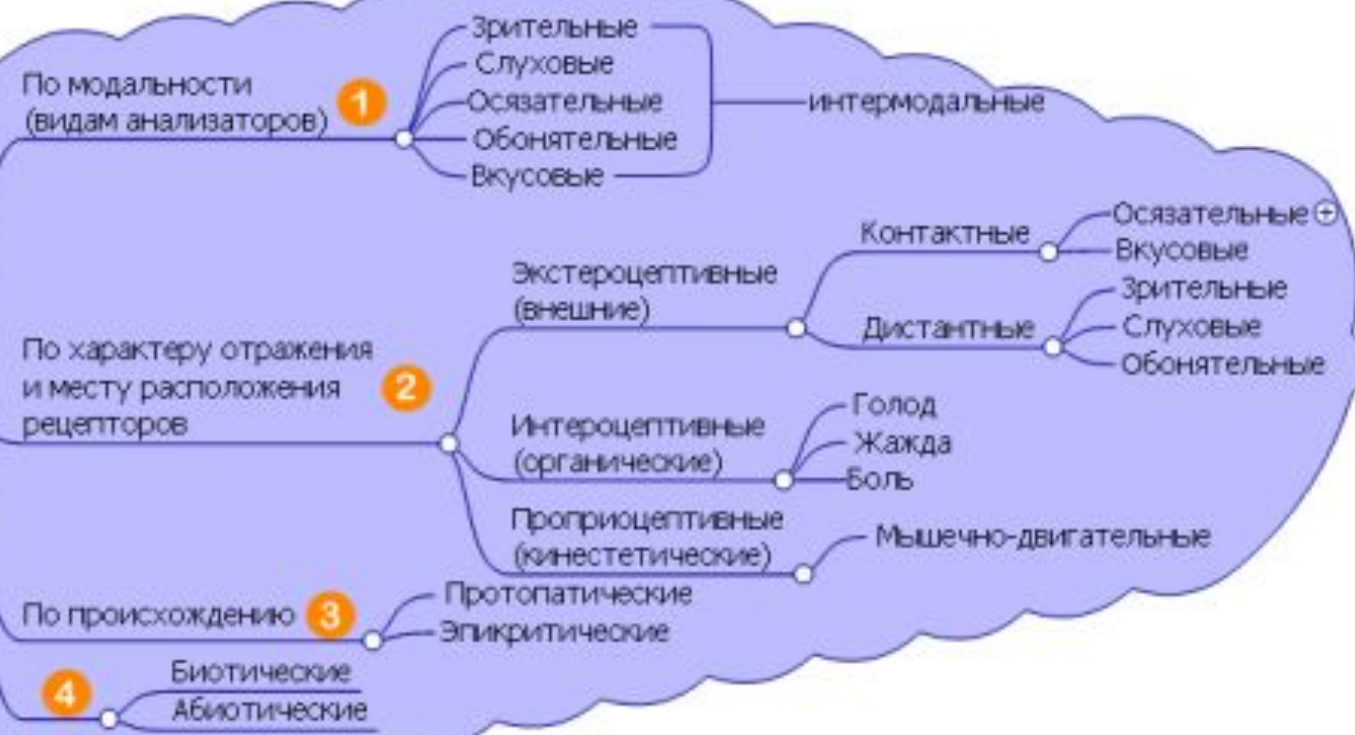 По модальности
(видам анализаторов)
1
Зрительные
Слуховые
Осязательные
Обонятельные
Вкусовые
интермодальные
По характеру отражения
и месту расположения
рецепторов
2
Экстероцептивные
(внешние)
Контактные
Осязательные
Вкусовые
Дистантные
Зрительные
Слуховые
Обонятельные
Интероцептивные
(органические)
Голод
Жажда
Боль
Проприоцептивные
(кинестетические)
Мышечно-двигательные
По происхождению
3
Протопатические
Эпикритические
4
Биотические
Абиотические